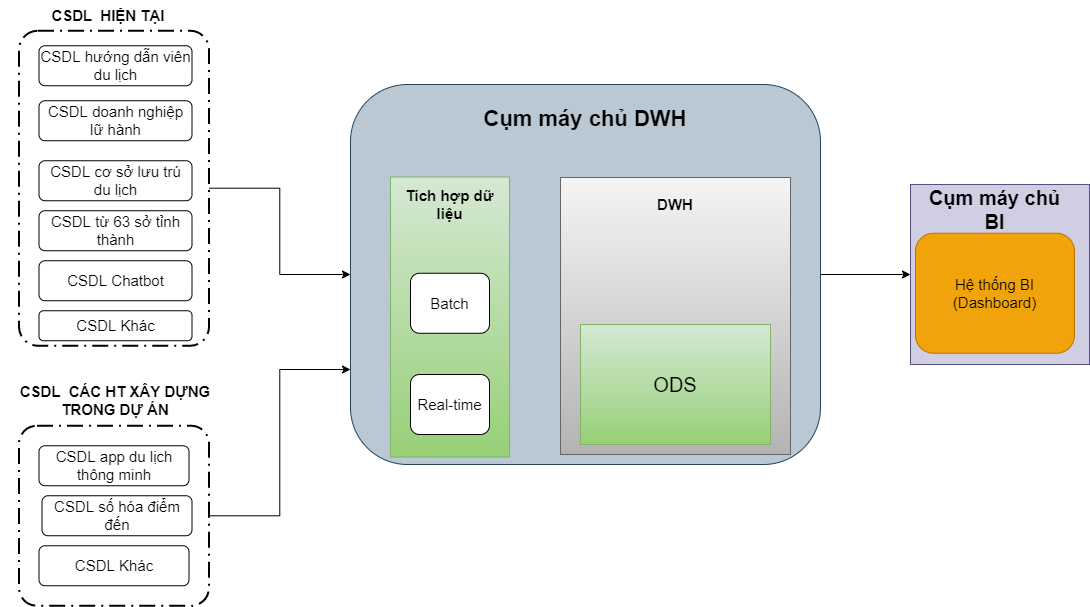 CSDL HIỆN TẠI
CSDL hướng dẫn viên
du lịch
CSDL doanh nghiệp
lữ hành
CSDL cơ sở lưu trú
du lịch
CSDL từ 63 sở tỉnh
thành
CSDL Chatbot
CSDL Khác
CSDL CÁC HT XÂY DỰNG
TRONG DỰ ÁN
CSDL app du lịch
thông minh
CSDL số hóa điểm
đến
CSDL Khác
Cụm máy chủ DWH
Tích hợp dữ
liệu
Batch
Real-time
DWH
ODS
Cụm máy chủ
BI
Hệ thống BI
(Dashboard)